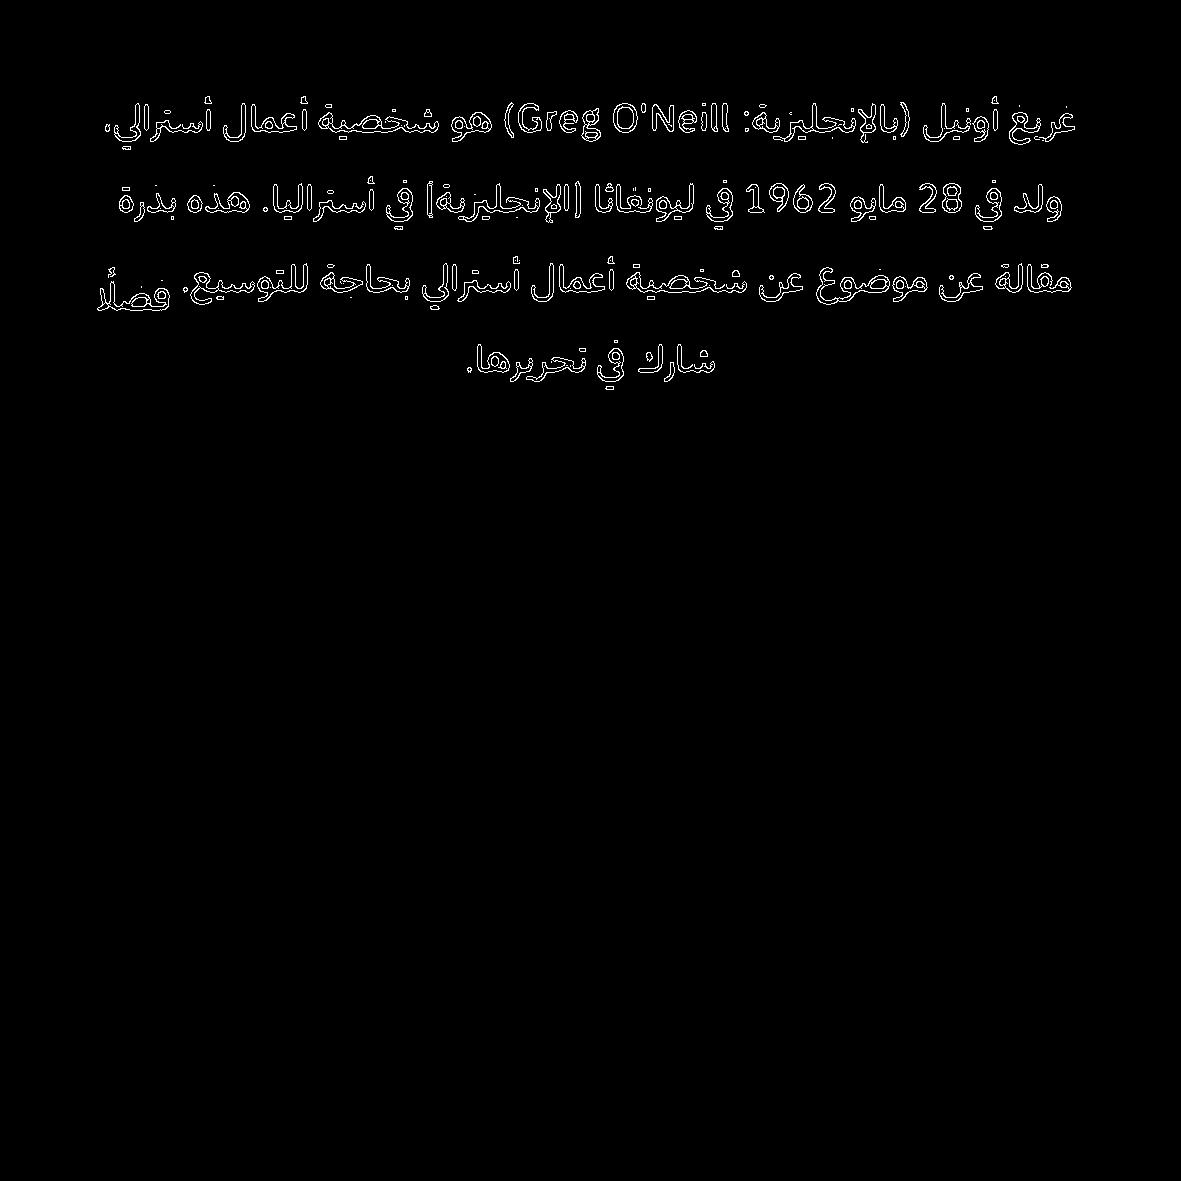 غريغ أونيل (بالإنجليزية: Greg O'Neill) هو شخصية أعمال أسترالي،
ولد في 28 مايو 1962 في ليونغاثا [الإنجليزية] في أستراليا. هذه بذرة
مقالة عن موضوع عن شخصية أعمال أسترالي بحاجة للتوسيع. فضلًا
شارك في تحريرها.